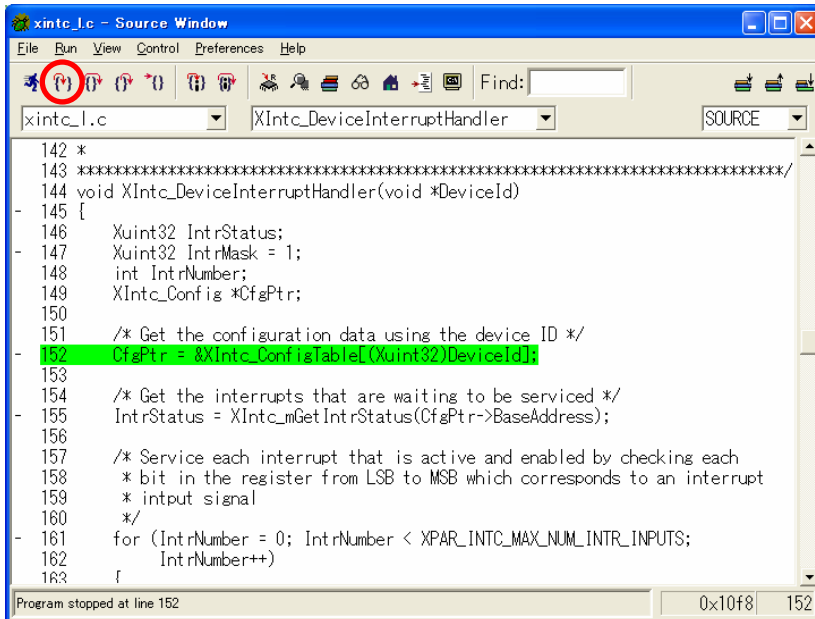 xintc_l.c - Source Window
File Run View Control Preferences Help
Find:
xintc_l.c XIntc_DeviceInterruptHandler SOURCE
142 *
143 ******************************************************************************/
144 void XIntc_DeviceInterruptHandler(void *DeviceId)
- 145 {
146 Xuint32 IntrStatus;
- 147 Xuint32 IntrMask = 1;
148 int IntrNumber;
149 XIntc_Config *CfgPtr;
150
151 /* Get the configuration data using the device ID */
- 152 CfgPtr = &XIntc_ConfigTable[(Xuint32)DeviceId];
153
154 /* Get the interrupts that are waiting to be serviced */
- 155 IntrStatus = XIntc_mGetIntrStatus(CfgPtr->BaseAddress);
156
157 /* Service each interrupt that is active and enabled by checking each
158 * bit in the register from LSB to MSB which corresponds to an interrupt
159 * intput signal
160 */
- 161 for (IntrNumber = 0; IntrNumber < XPAR_INTC_MAX_NUM_INTR_INPUTS;
162 IntrNumber++)
163 {
Program stopped at line 152 0x10f8 152